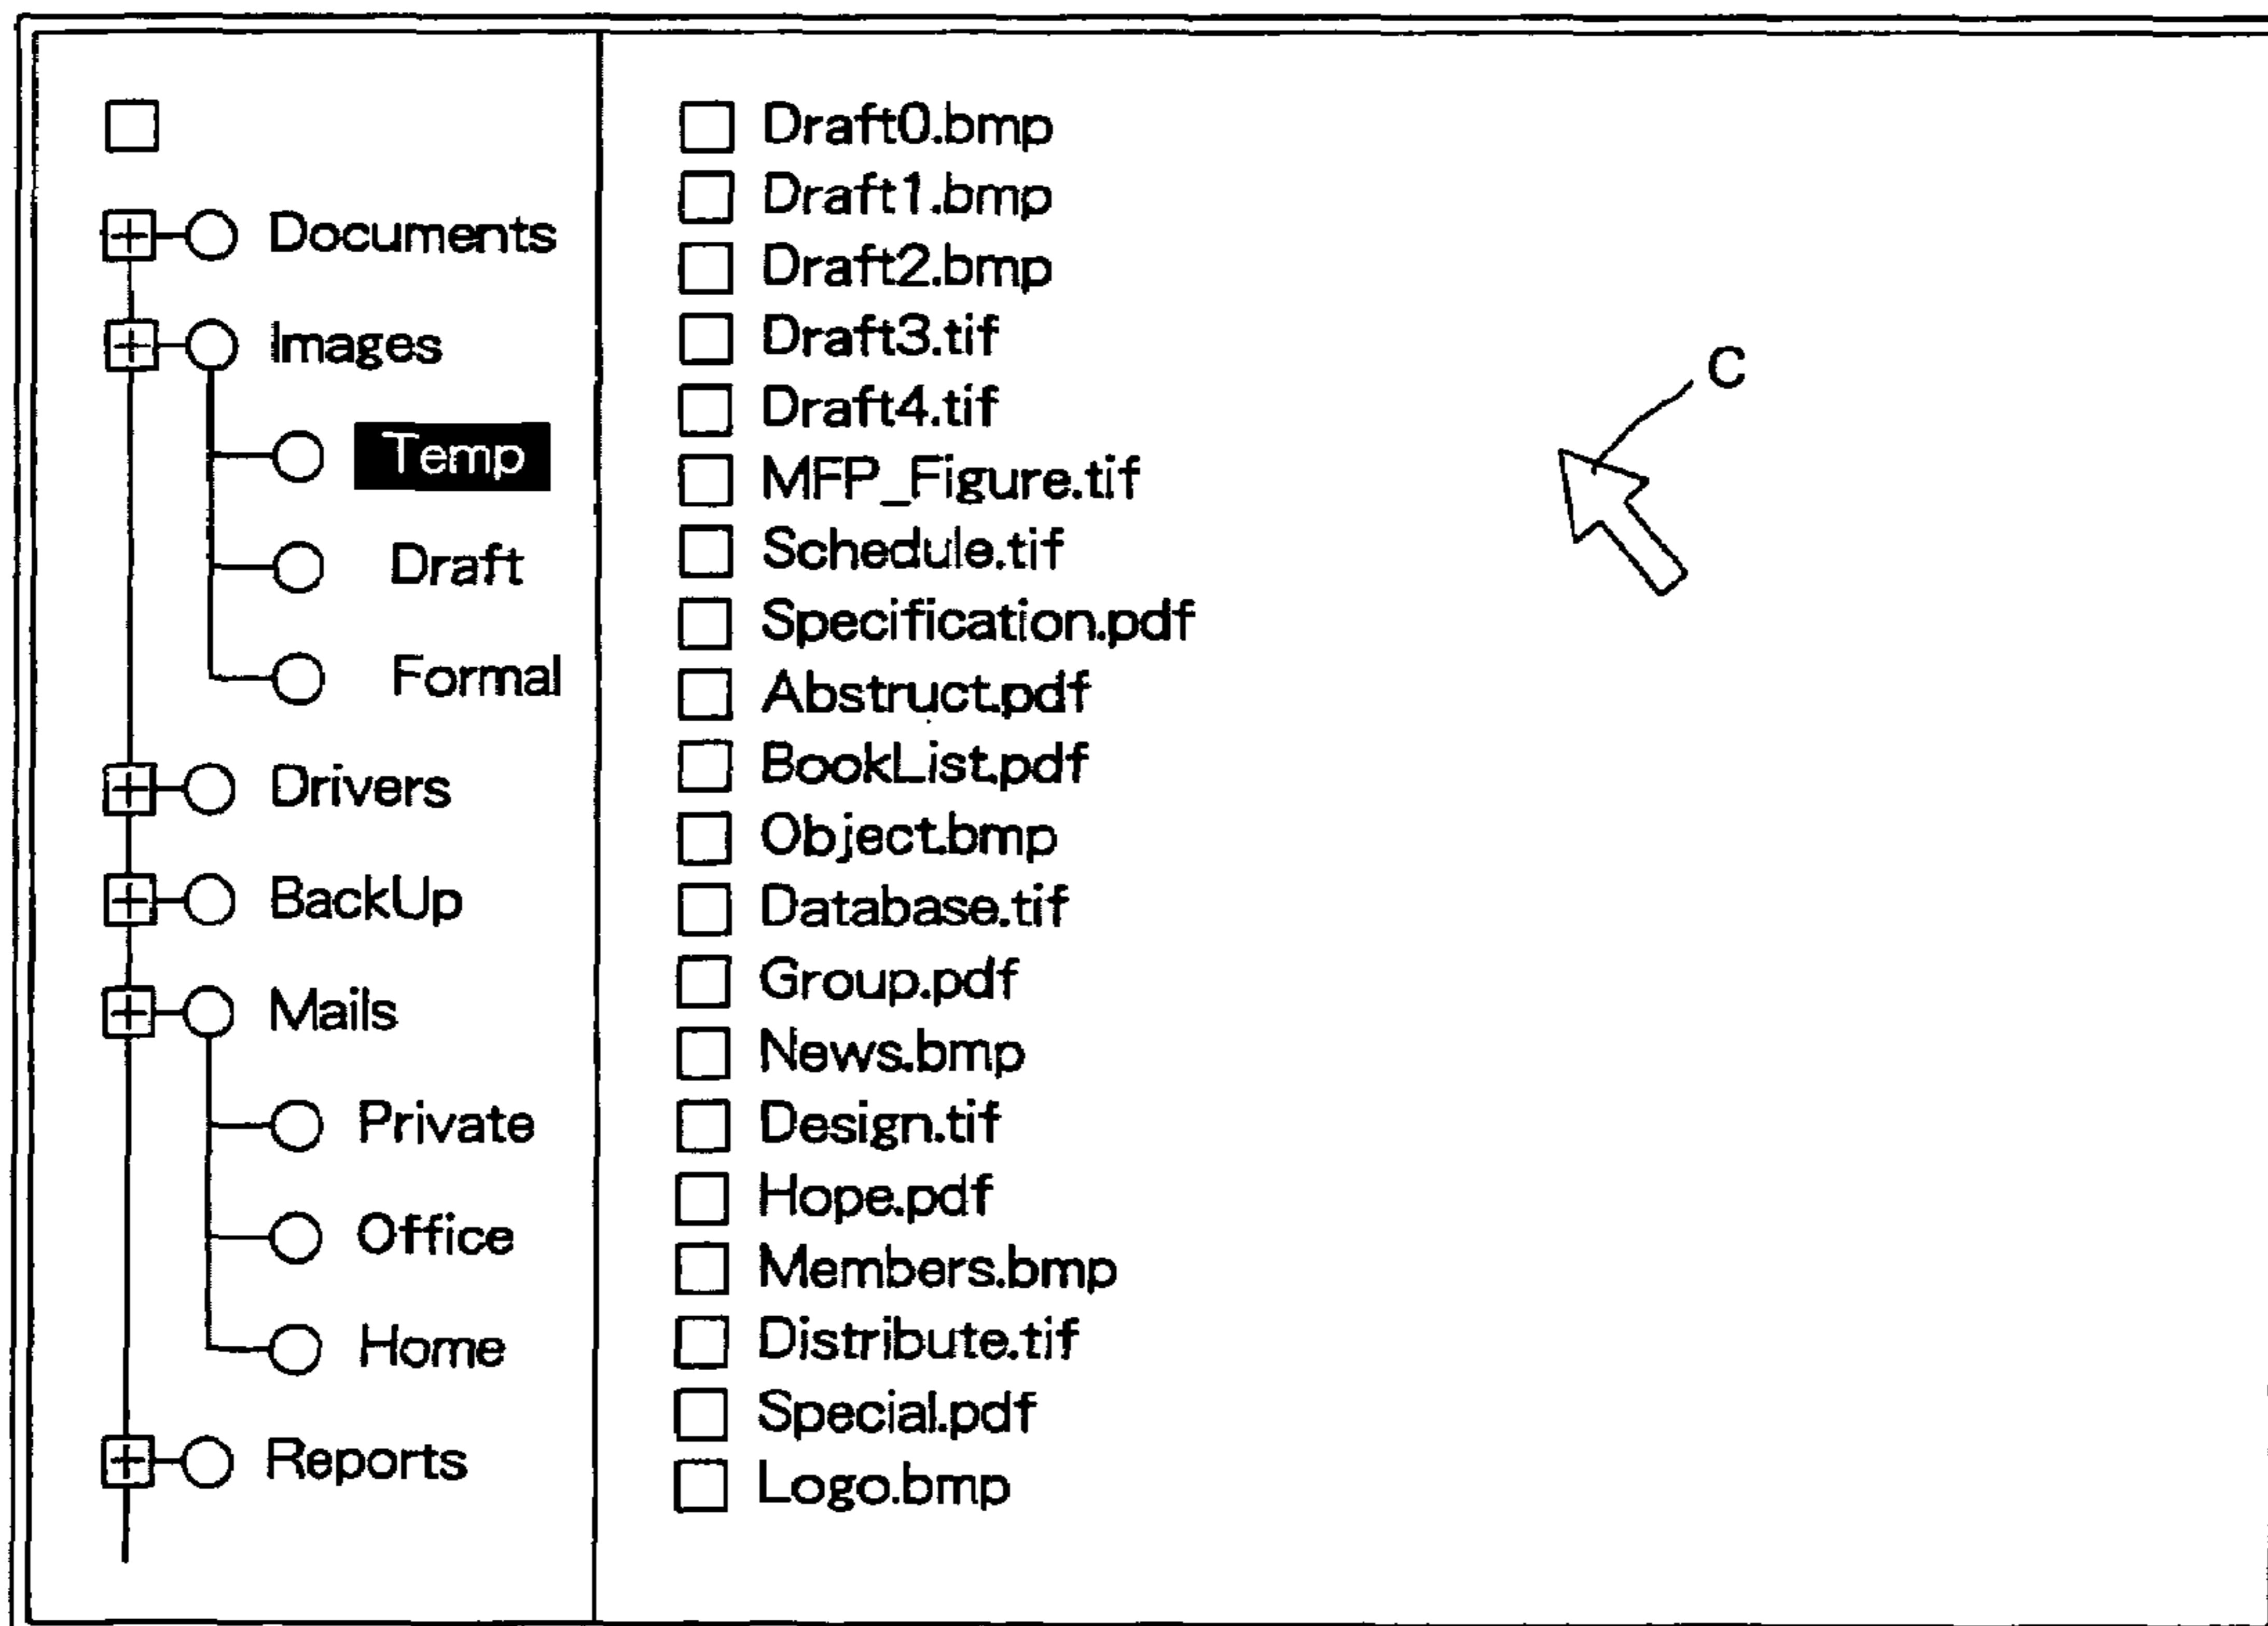 Documents
Images
Temp
Draft
Formal
Drivers
BackUp
Mails
Private
Office
Home
Reports
Draft0.bmp
Draft1.bmp
Draft2.bmp
Draft3.tif
Draft4.tif
MFP_Figure.tif
Schedule.tif
Specification.pdf
Abstruct.pdf
BookList.pdf
Object.bmp
Database.tif
Group.pdf
News.bmp
Design.tif
Hope.pdf
Members.bmp
Distribute.tif
Special.pdf
Logo.bmp
C